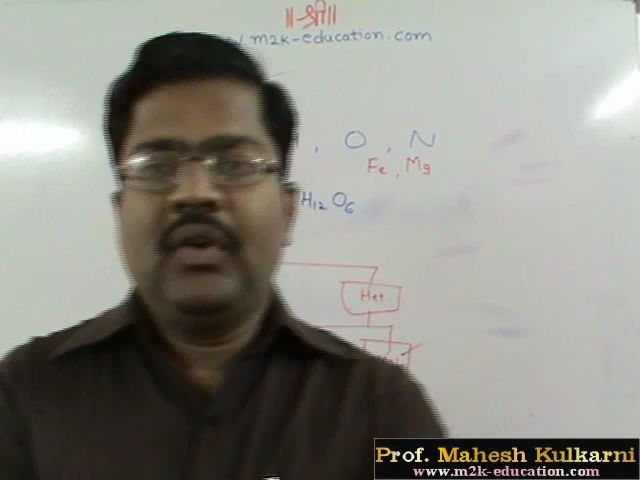 ॥श्री॥
.m2k-education.com
, O , N
Fe , Mg
H12 O6
Het
Prof. Mahesh Kulkarni
www.m2k-education.com